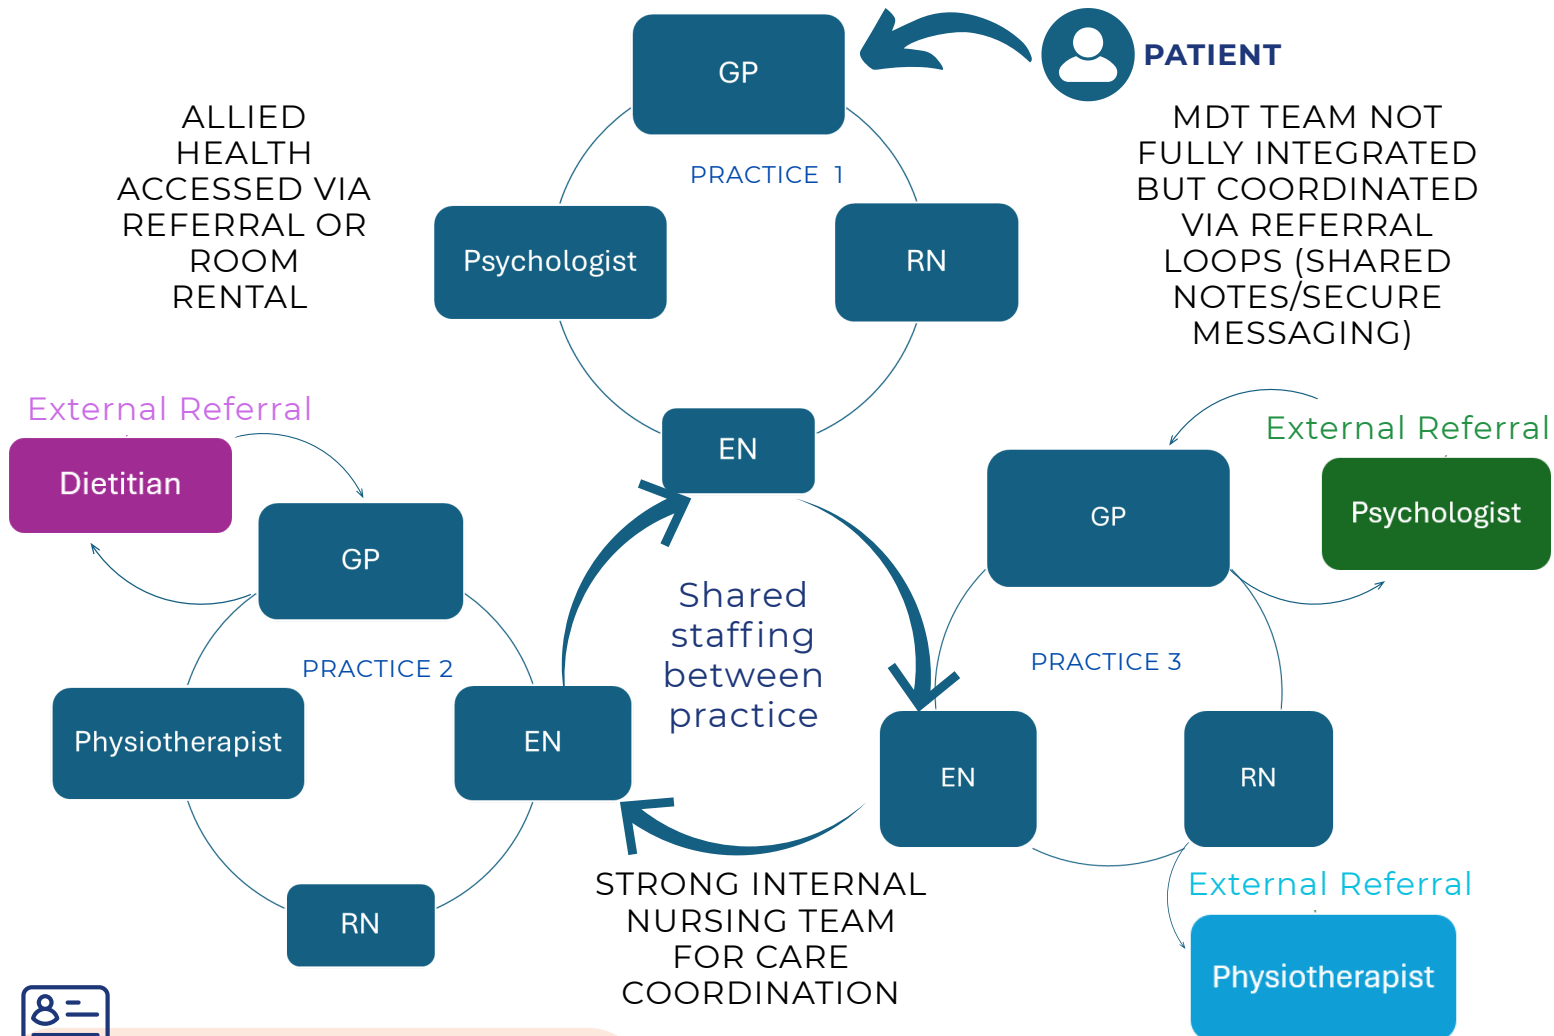 GP
PATIENT
ALLIED
HEALTH
ACCESSED VIA
REFERRAL OR
ROOM
RENTAL
PRACTICE 1
MDT TEAM NOT
FULLY INTEGRATED
BUT COORDINATED
VIA REFERRAL
LOOPS (SHARED
NOTES/SECURE
MESSAGING)
Psychologist
RN
EN
External Referral
Dietitian
GP
PRACTICE 2
Physiotherapist
EN
RN
Shared
staffing
between
practice
External Referral
Psychologist
GP
PRACTICE 3
EN
RN
External Referral
Physiotherapist
STRONG INTERNAL
NURSING TEAM
FOR CARE
COORDINATION